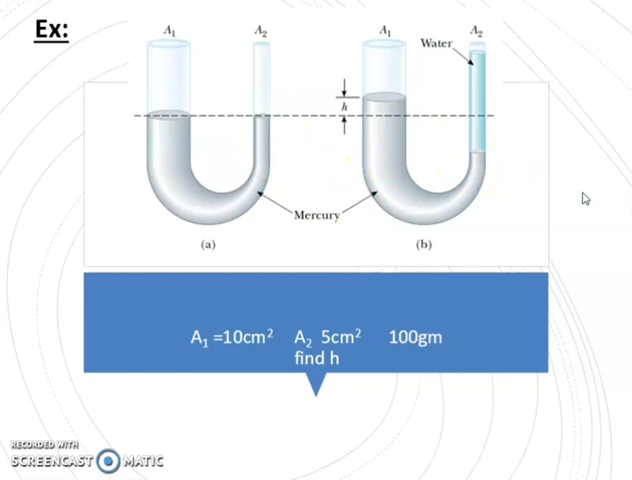 Ex:
A₁ A₂ A₁ A₂
Water
h
Mercury
(a) (b)
A₁ =10cm² A₂ 5cm² 100gm
find h
RECORDED WITH
SCREENCAST MATIC